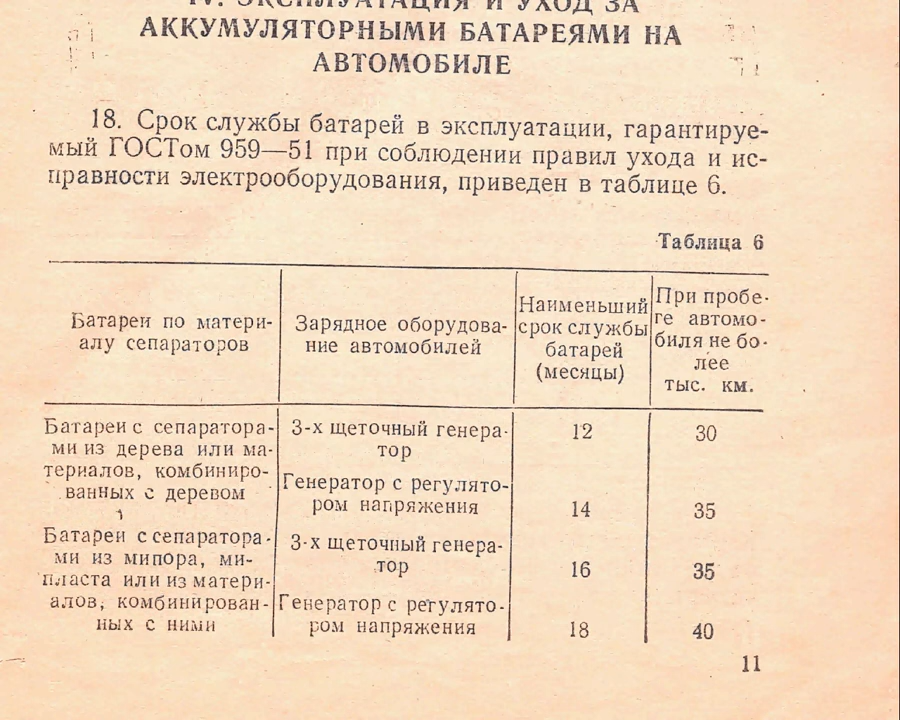 IV. ЭКСПЛУАТАЦИЯ И УХОД ЗА
АККУМУЛЯТОРНЫМИ БАТАРЕЯМИ НА
АВТОМОБИЛЕ
18. Срок службы батарей в эксплуатации, гарантируе-
мый ГОСТом 959—51 при соблюдении правил ухода и ис-
правности электрооборудования, приведен в таблице 6.
Таблица 6
Батареи по матери-
алу сепараторов
Зарядное оборудова-
ние автомобилей
Наименьший
срок службы
батарей
(месяцы)
При пробе-
ге автомо-
биля не бо-
лее
тыс. км.
Батареи с сепаратора-
ми из дерева или ма-
териалов, комбиниро-
ванных с деревом
3-х щеточный генера-
тор
12
30
Генератор с регулято-
ром напряжения
14
35
Батареи с сепаратора-
ми из мипора, ми-
пласта или из матери-
алов, комбинирован-
ных с ними
3-х щеточный генера-
тор
16
35
Генератор с регулято-
ром напряжения
18
40
11